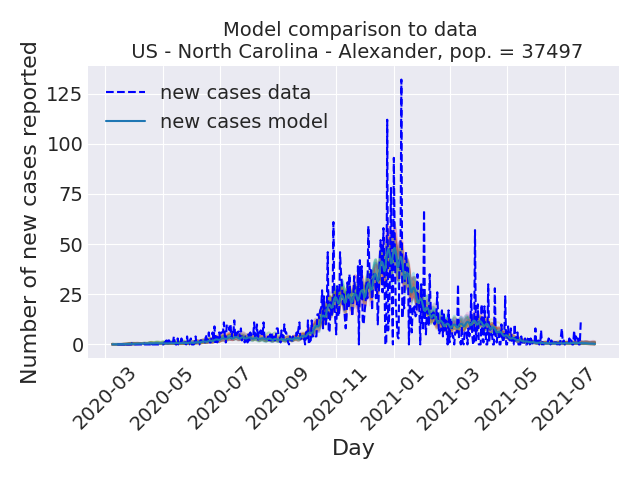 Model comparison to data
US - North Carolina - Alexander, pop. = 37497
Number of new cases reported
125
100
75
50
25
0
new cases data
new cases model
2020-03
2020-05
2020-07
2020-09
2020-11
2021-01
2021-03
2021-05
2021-07
Day